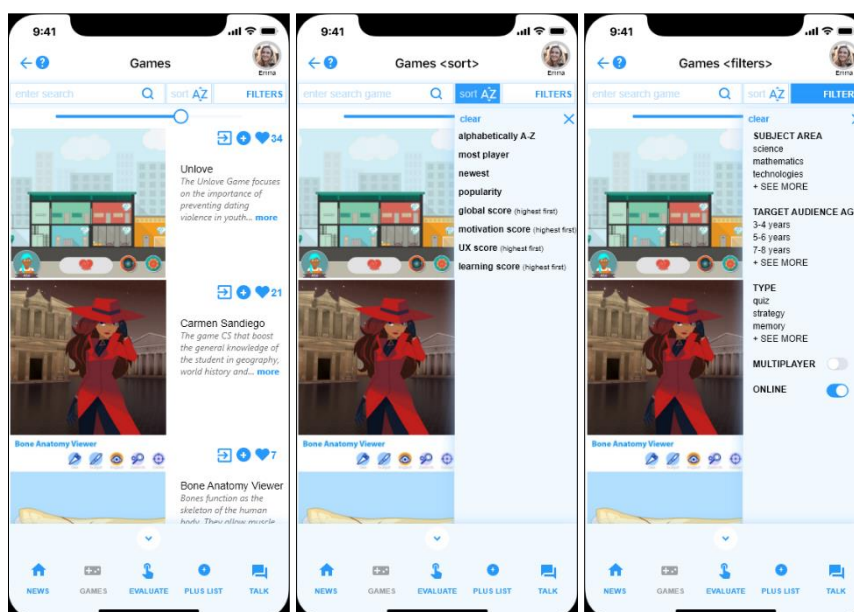 9:41
Games
Erina
enter search
sort AZ
FILTERS
34
Unlove
The Unlove Game focuses
on the importance of
preventing dating
violence in youth... more
21
Carmen Sandiego
The game CS that boost
the general knowledge of
the student in geography,
world history and... more
Bone Anatomy Viewer
7
Bone Anatomy Viewer
Bones function as the
skeleton of the human
body. They allow muscle
NEWS
GAMES
EVALUATE
PLUS LIST
TALK
9:41
Games <sort>
Erina
enter search game
sort AZ
FILTERS
clear
alphabetically A-Z
most player
newest
popularity
global score (highest first)
motivation score (highest first)
UX score (highest first)
learning score (highest first)
Bone Anatomy Viewer
NEWS
GAMES
EVALUATE
PLUS LIST
TALK
9:41
Games <filters>
Erina
enter search game
sort AZ
FILTER
clear
SUBJECT AREA
science
mathematics
technologies
+ SEE MORE
TARGET AUDIENCE AG
3-4 years
5-6 years
7-8 years
+ SEE MORE
TYPE
quiz
strategy
memory
+ SEE MORE
MULTIPLAYER
ONLINE
Bone Anatomy Viewer
NEWS
GAMES
EVALUATE
PLUS LIST
TALK